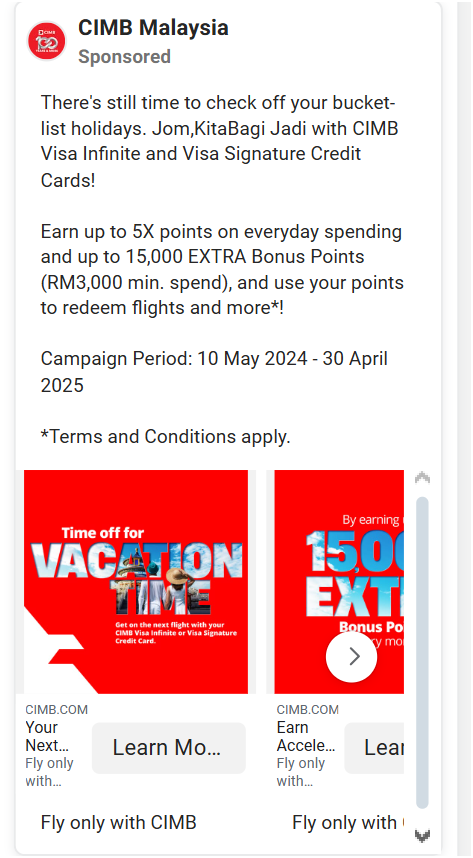 CIMB Malaysia
Sponsored
There's still time to check off your bucket-
list holidays. Jom,KitaBagi Jadi with CIMB
Visa Infinite and Visa Signature Credit
Cards!
Earn up to 5X points on everyday spending
and up to 15,000 EXTRA Bonus Points
(RM3,000 min. spend), and use your points
to redeem flights and more*!
Campaign Period: 10 May 2024 - 30 April
2025
*Terms and Conditions apply.
Time off for
VACATION
TIME
Get on the next flight with your
CIMB Visa Infinite or Visa Signature
Credit Card.
By earning
15,00
EXT
Bonus Po
ry mo
CIMB.COM
Your
Next...
Fly only
with...
Learn Mo...
Fly only with CIMB
CIMB.COM
Earn
Accele...
Fly only
with...
Lear
Fly only with